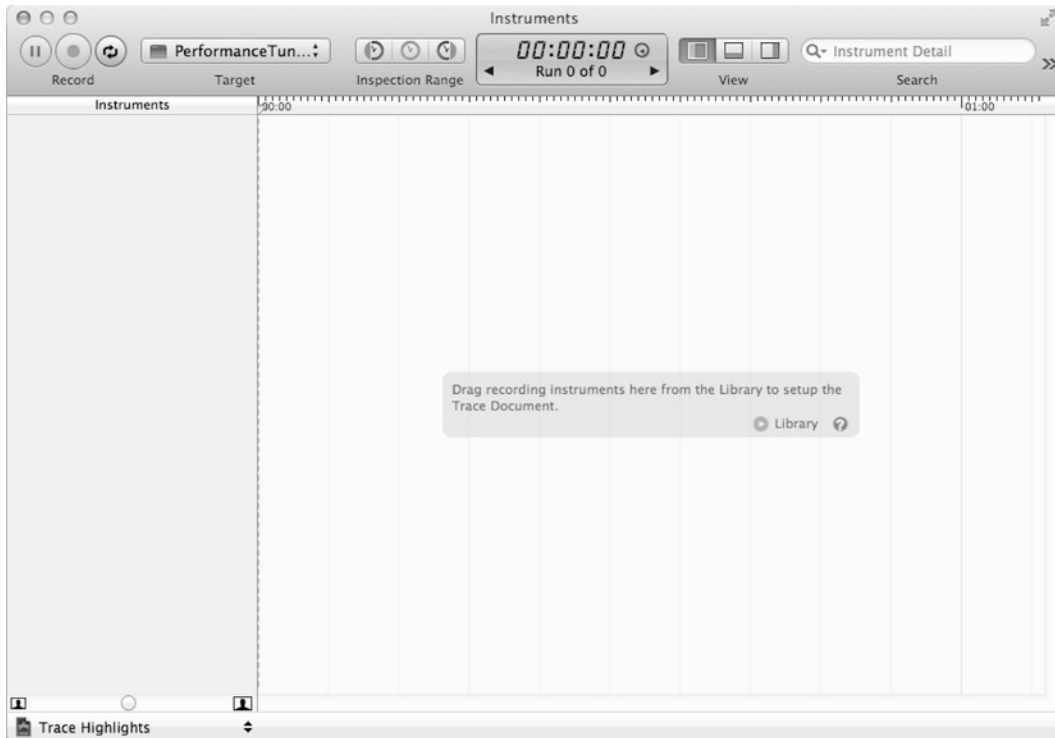 Instruments
PerformanceTun...
00:00:00
Run 0 of 0
Instrument Detail
Record
Target
Inspection Range
View
Search
Instruments
00:00
01:00
Drag recording instruments here from the Library to setup the
Trace Document.
Library ?
Trace Highlights